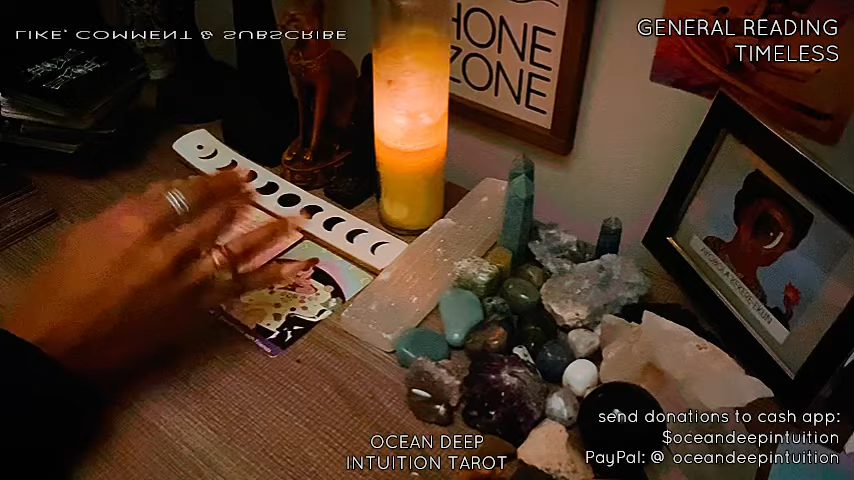 LIKE, COMMENT & SUBSCRIBE
GENERAL READING
TIMELESS
HONE
ZONE
OCEAN DEEP
INTUITION TAROT
send donations to cash app:
$oceandeepintuition
PayPal: @ oceandeepintuition